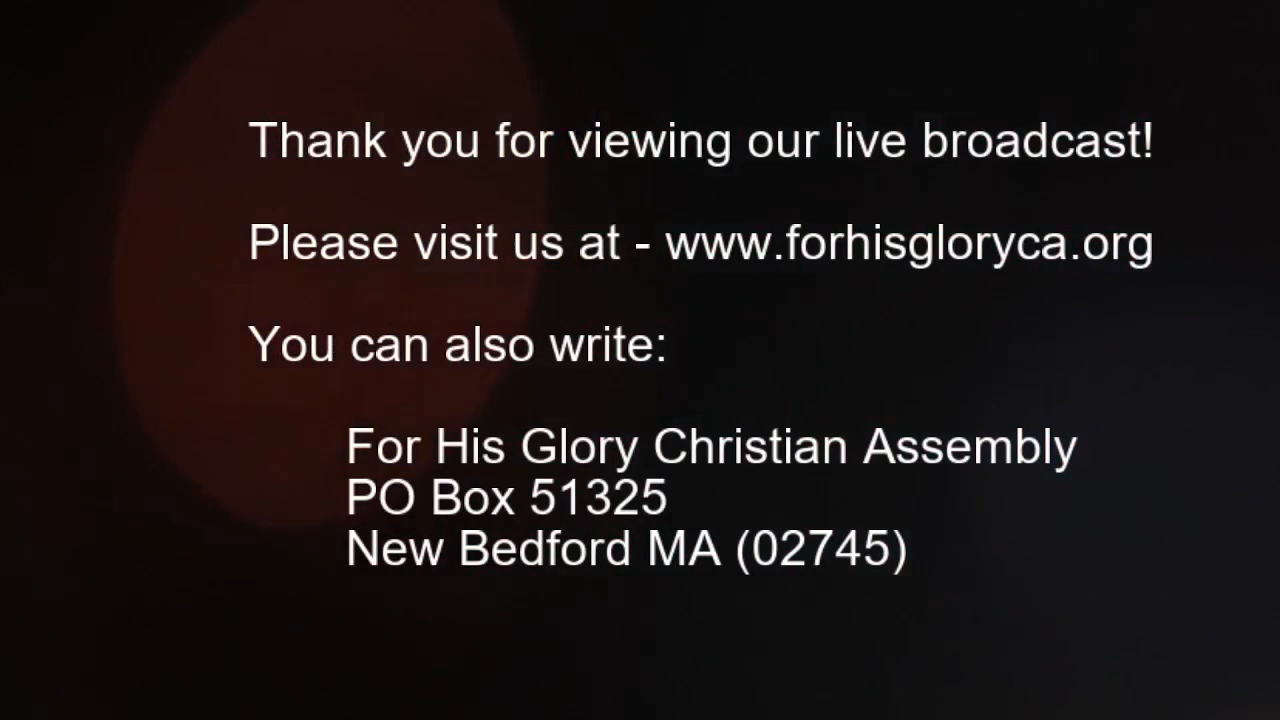 Thank you for viewing our live broadcast!
Please visit us at - www.forhisgloryca.org
You can also write:
For His Glory Christian Assembly
PO Box 51325
New Bedford MA (02745)